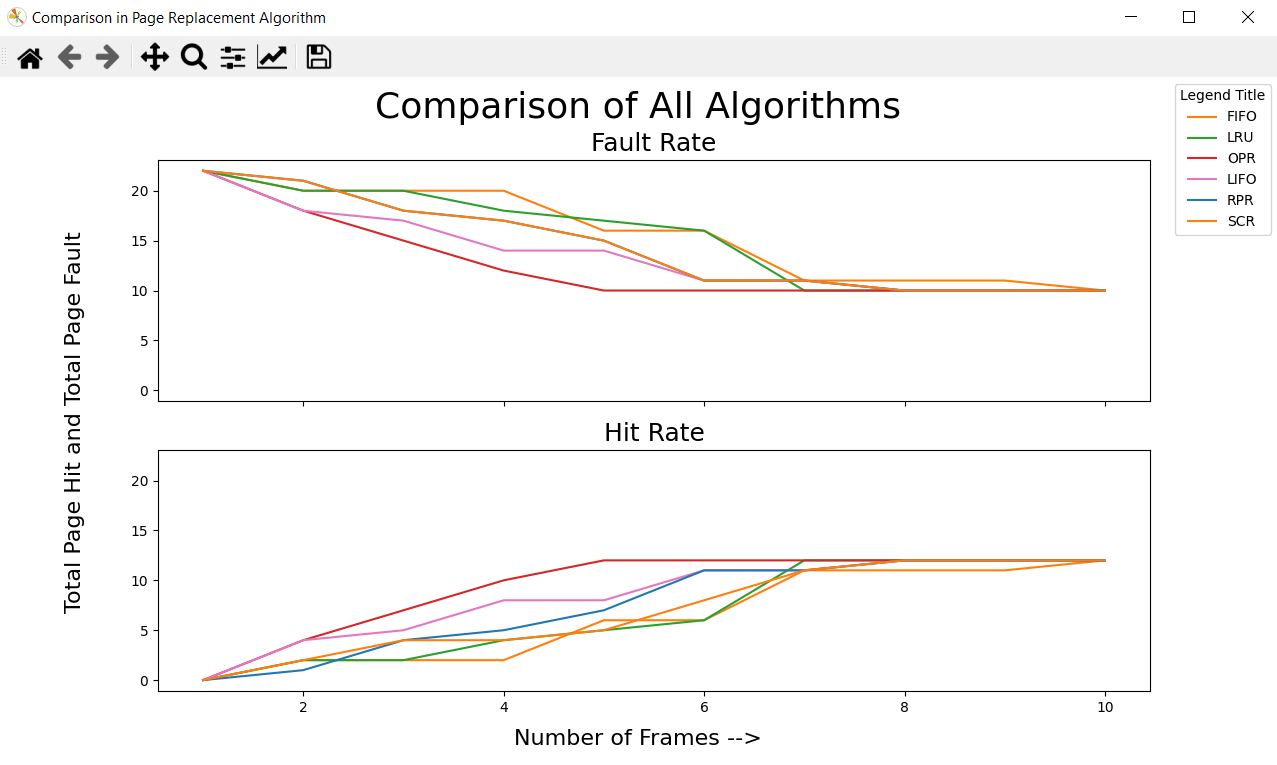 Comparison in Page Replacement Algorithm
Comparison of All Algorithms
Legend Title
FIFO
LRU
OPR
LIFO
RPR
SCR
Total Page Hit and Total Page Fault
Fault Rate
20
15
10
5
0
Hit Rate
20
15
10
5
0
2 4 6 8 10
Number of Frames -->